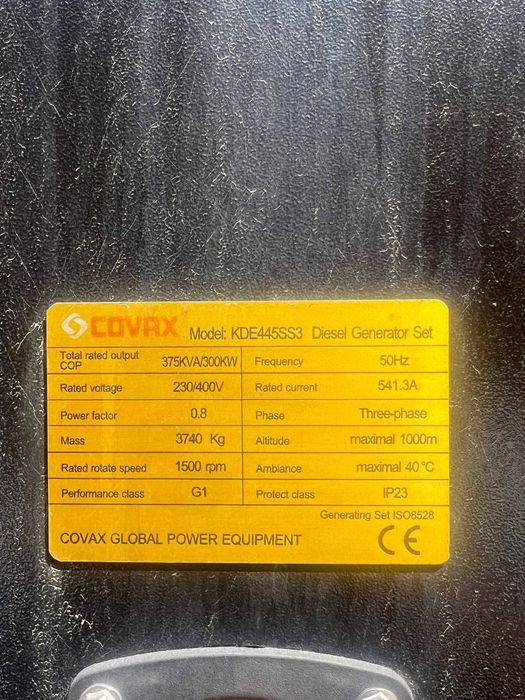 COVAX Model: KDE445SS3 Diesel Generator Set
Total rated output COP 375KVA/300KW Frequency 50Hz
Rated voltage 230/400V Rated current 541.3A
Power factor 0.8 Phase Three-phase
Mass 3740 Kg Altitude maximal 1000m
Rated rotate speed 1500 rpm Ambiance maximal 40°C
Performance class G1 Protect class IP23
Generating Set ISO8528
COVAX GLOBAL POWER EQUIPMENT CE